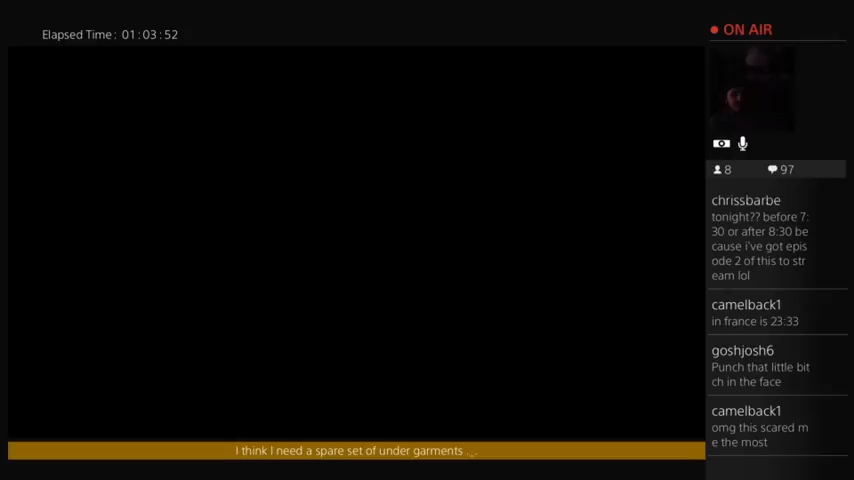 Elapsed Time: 01:03:52
ON AIR
8 97
chrissbarbe
tonight?? before 7:
30 or after 8:30 be
cause i've got epis
ode 2 of this to str
eam lol
camelback1
in france is 23:33
goshjosh6
Punch that little bit
ch in the face
camelback1
omg this scared m
e the most
I think I need a spare set of under garments ._.